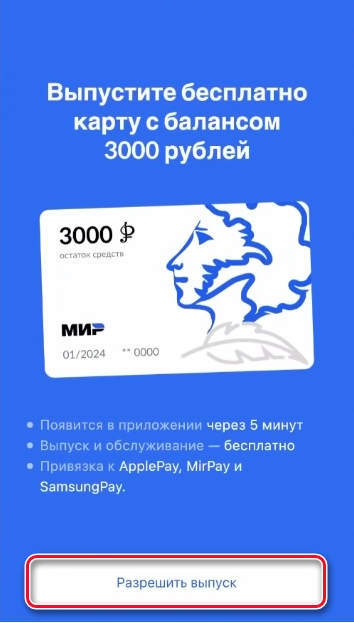 Выпустите бесплатно
карту с балансом
3000 рублей
3000 ₽
остаток средств
МИР
01/2024 ** 0000
• Появится в приложении через 5 минут
• Выпуск и обслуживание — бесплатно
• Привязка к ApplePay, MirPay и
SamsungPay.
Разрешить выпуск